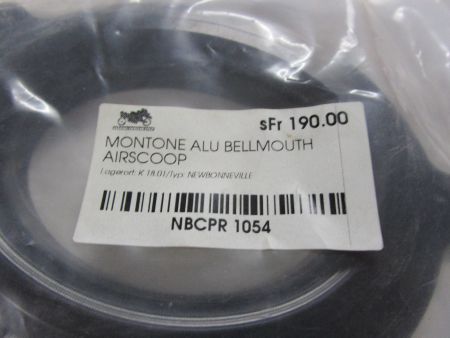 sFr 190.00
MONTONE ALU BELLMOUTH
AIRSCOOP
Lagerort: K 18.01/Typ: NEWBONNEVILLE
NBCPR 1054